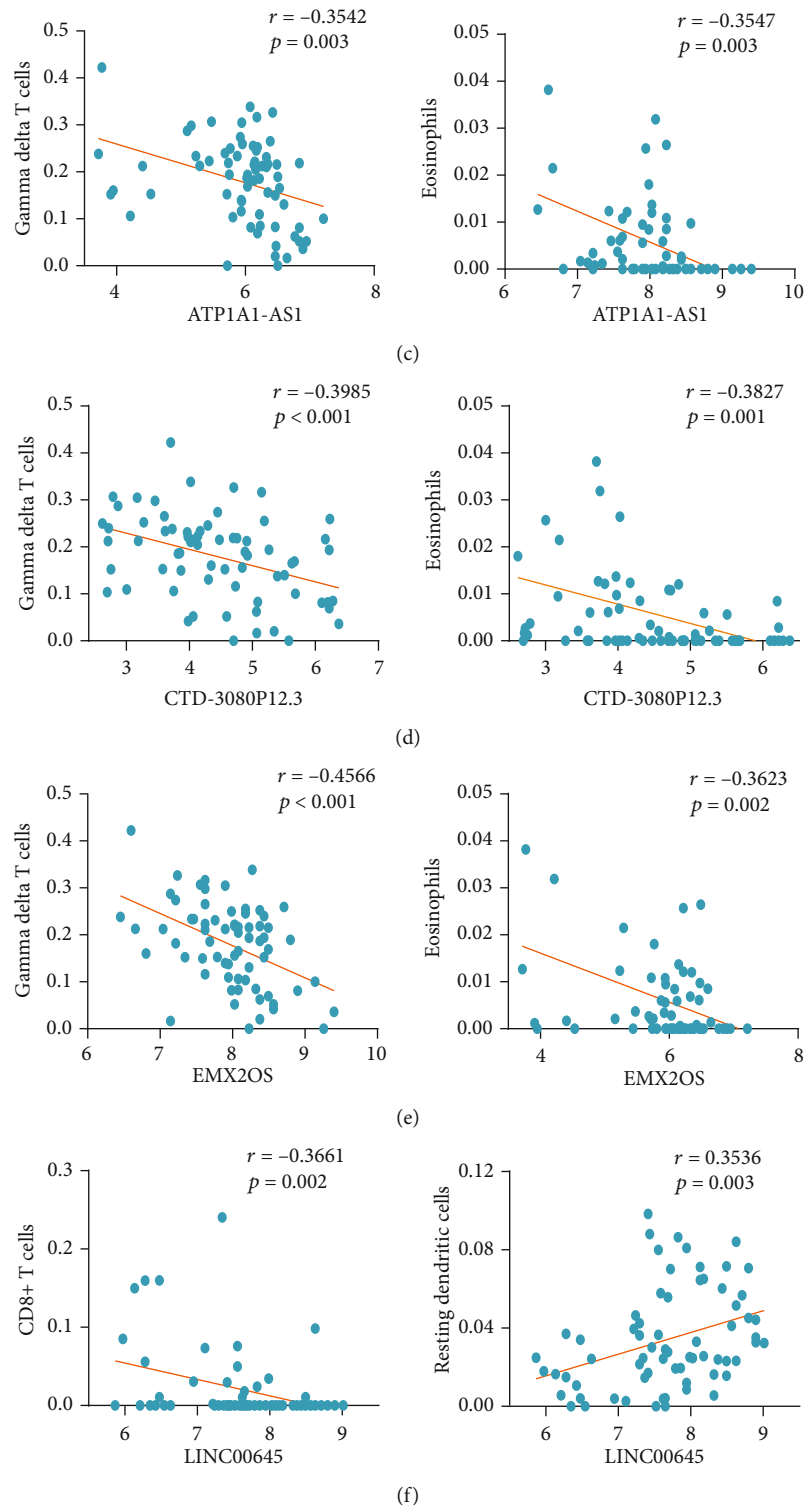 r = –0.3542
p = 0.003
0.5
0.4
0.3
0.2
0.1
0.0
Gamma delta T cells
4 6 8
ATP1A1-AS1
r = –0.3547
p = 0.003
0.05
0.04
0.03
0.02
0.01
0.00
Eosinophils
6 7 8 9 10
ATP1A1-AS1
(c)
r = –0.3985
p < 0.001
0.5
0.4
0.3
0.2
0.1
0.0
Gamma delta T cells
3 4 5 6 7
CTD-3080P12.3
r = –0.3827
p = 0.001
0.05
0.04
0.03
0.02
0.01
0.00
Eosinophils
3 4 5 6
CTD-3080P12.3
(d)
r = –0.4566
p < 0.001
0.5
0.4
0.3
0.2
0.1
0.0
Gamma delta T cells
6 7 8 9 10
EMX2OS
r = –0.3623
p = 0.002
0.05
0.04
0.03
0.02
0.01
0.00
Eosinophils
4 6 8
EMX2OS
(e)
r = –0.3661
p = 0.002
0.3
0.2
0.1
0.0
CD8+ T cells
6 7 8 9
LINC00645
r = 0.3536
p = 0.003
0.12
0.08
0.04
0.00
Resting dendritic cells
6 7 8 9
LINC00645
(f)